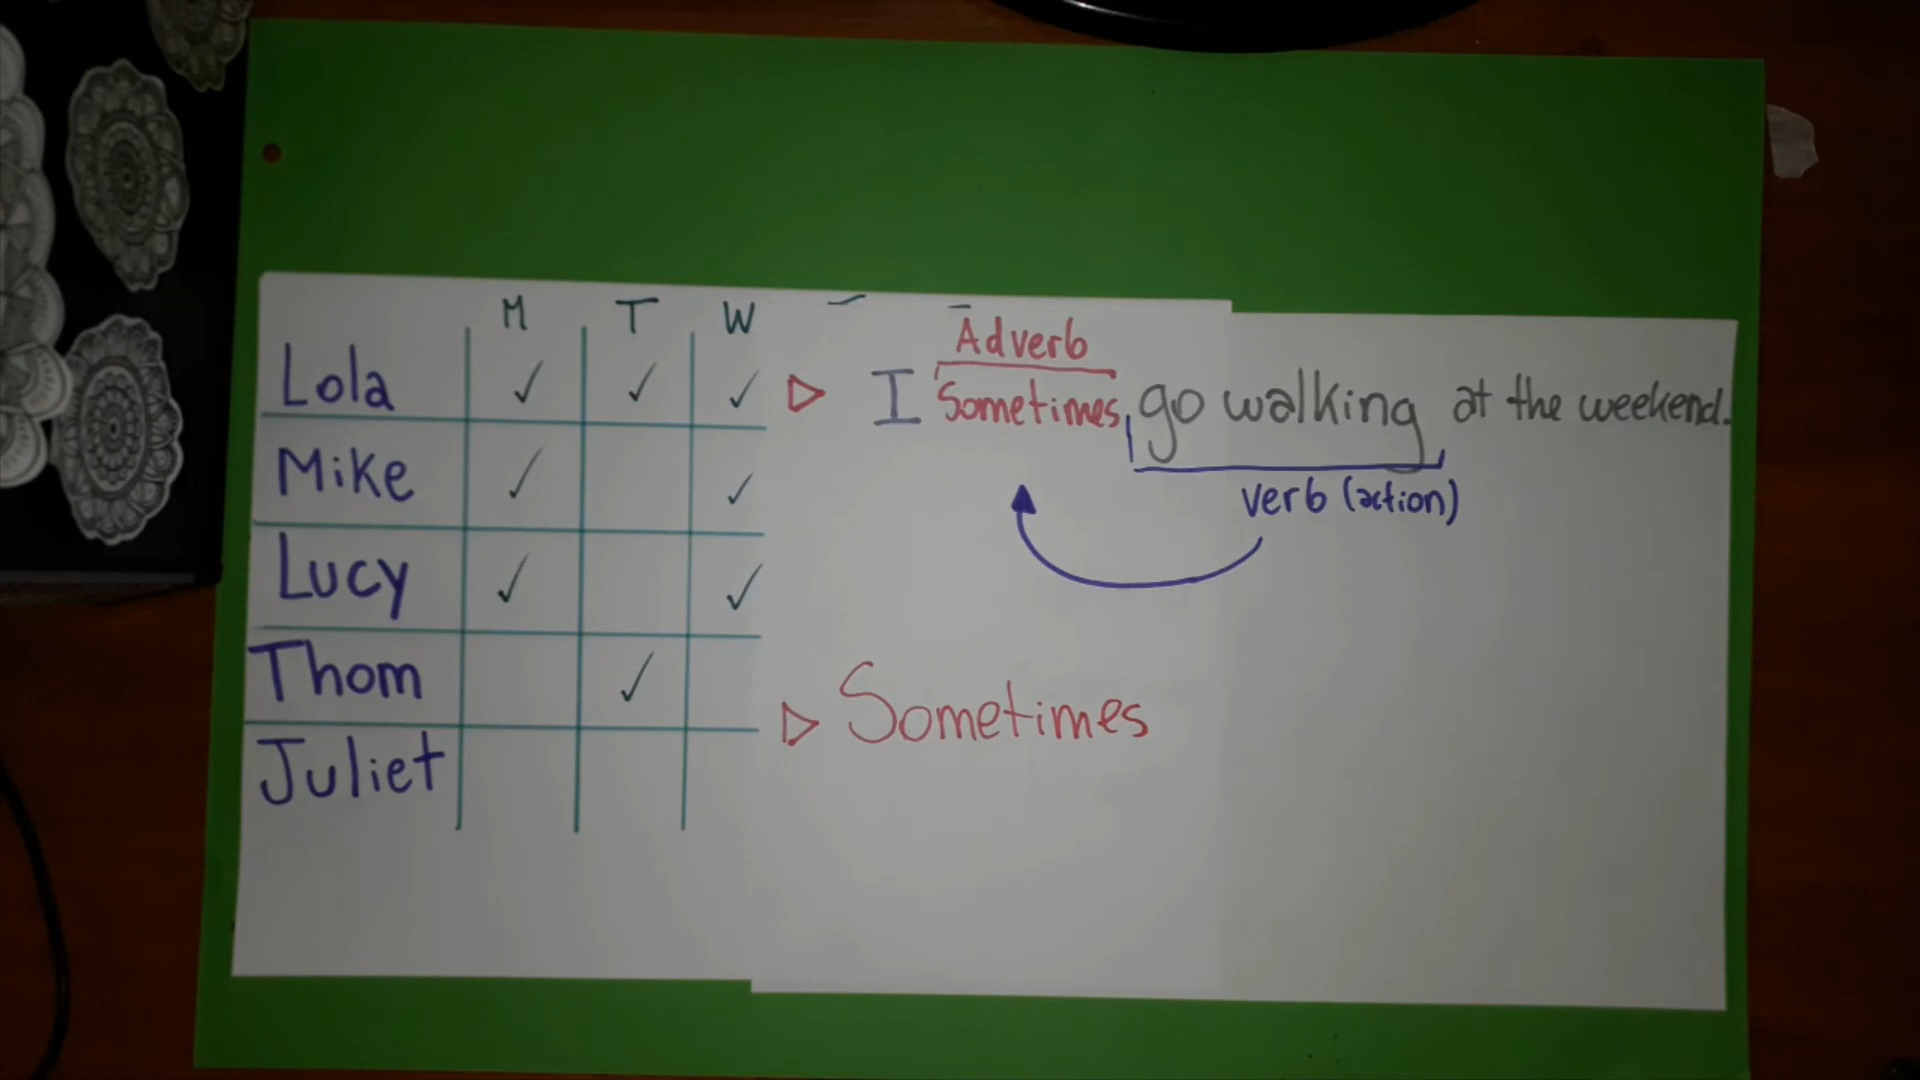 M T W
Adverb
Lola ✓ ✓ ✓
▷ I Sometimes, go walking at the weekend.
verb (action)
Mike ✓ ✓
Lucy ✓ ✓
Thom ✓
▷ Sometimes
Juliet